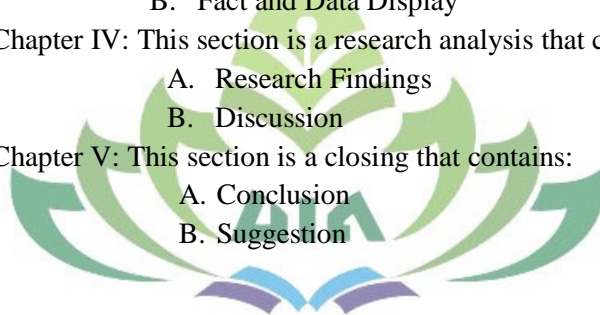 B. Fact and Data Display
Chapter IV: This section is a research analysis that c
A. Research Findings
B. Discussion
Chapter V: This section is a closing that contains:
A. Conclusion
B. Suggestion